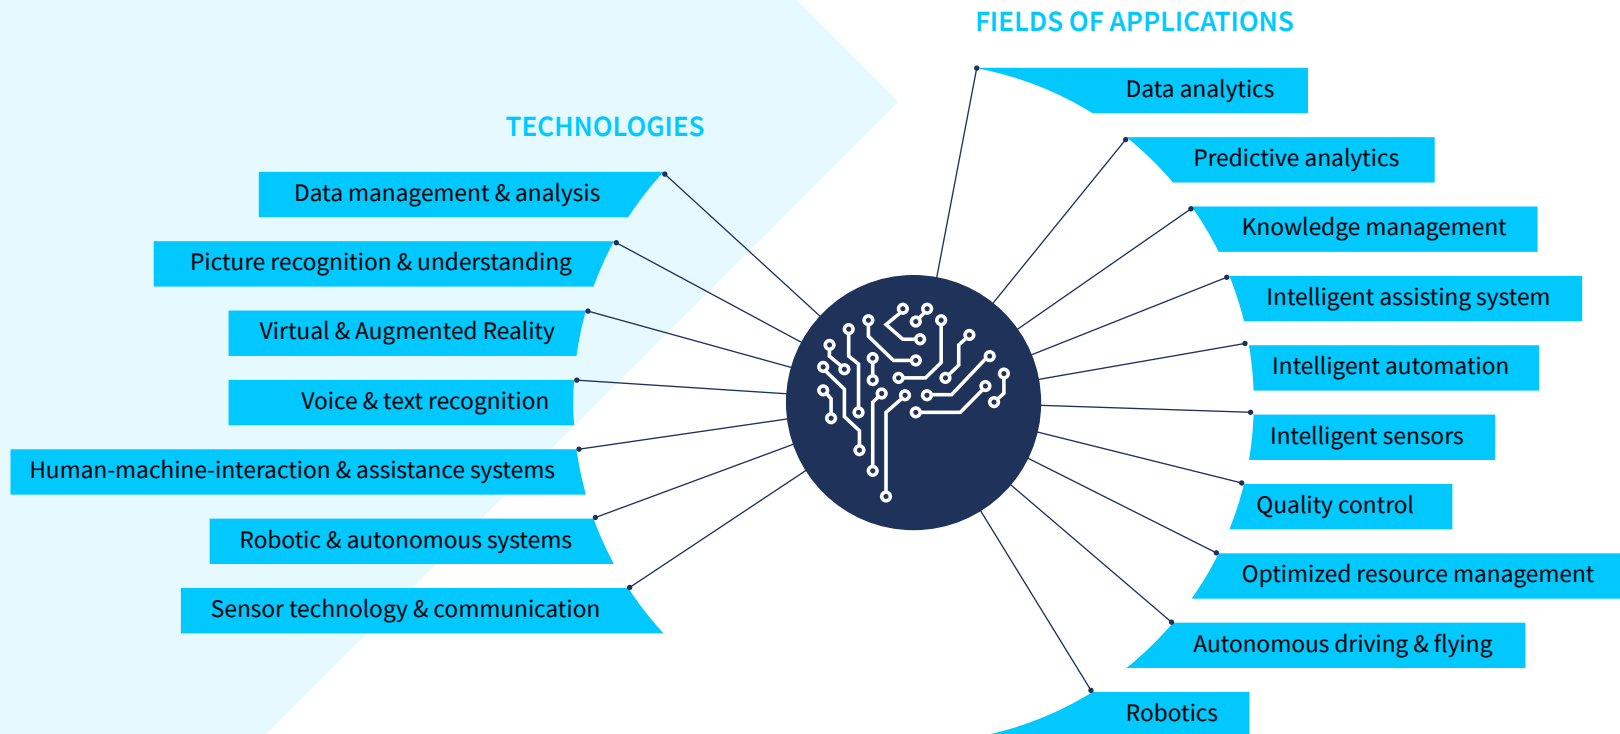 TECHNOLOGIES
Data management & analysis
Picture recognition & understanding
Virtual & Augmented Reality
Voice & text recognition
Human-machine-interaction & assistance systems
Robotic & autonomous systems
Sensor technology & communication
FIELDS OF APPLICATIONS
Data analytics
Predictive analytics
Knowledge management
Intelligent assisting system
Intelligent automation
Intelligent sensors
Quality control
Optimized resource management
Autonomous driving & flying
Robotics